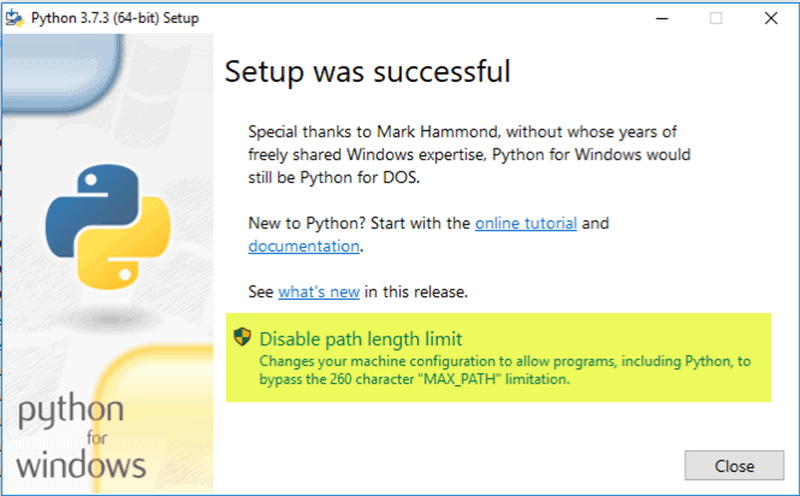 Python 3.7.3 (64-bit) Setup
Setup was successful
Special thanks to Mark Hammond, without whose years of
freely shared Windows expertise, Python for Windows would
still be Python for DOS.
New to Python? Start with the online tutorial and
documentation.
See what's new in this release.
Disable path length limit
Changes your machine configuration to allow programs, including Python, to
bypass the 260 character "MAX_PATH" limitation.
python
for
windows
Close